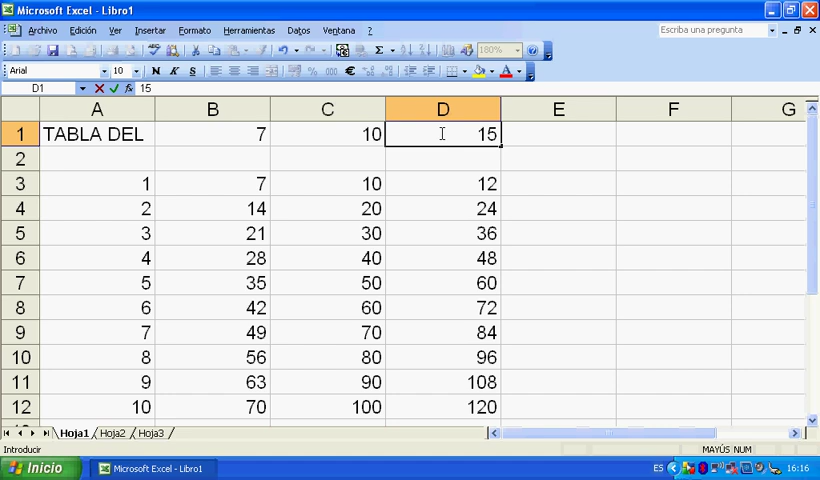 Microsoft Excel - Libro1
Archivo Edición Ver Insertar Formato Herramientas Datos Ventana ? Escriba una pregunta
Σ 180%
Arial 10 N K S % 000 €
D1 15
A B C D E F G
1 TABLA DEL 7 10 15
2
3 1 7 10 12
4 2 14 20 24
5 3 21 30 36
6 4 28 40 48
7 5 35 50 60
8 6 42 60 72
9 7 49 70 84
10 8 56 80 96
11 9 63 90 108
12 10 70 100 120
Hoja1 Hoja2 Hoja3
Introducir MAYÚS NUM
Inicio Microsoft Excel - Libro1 ES 16:16